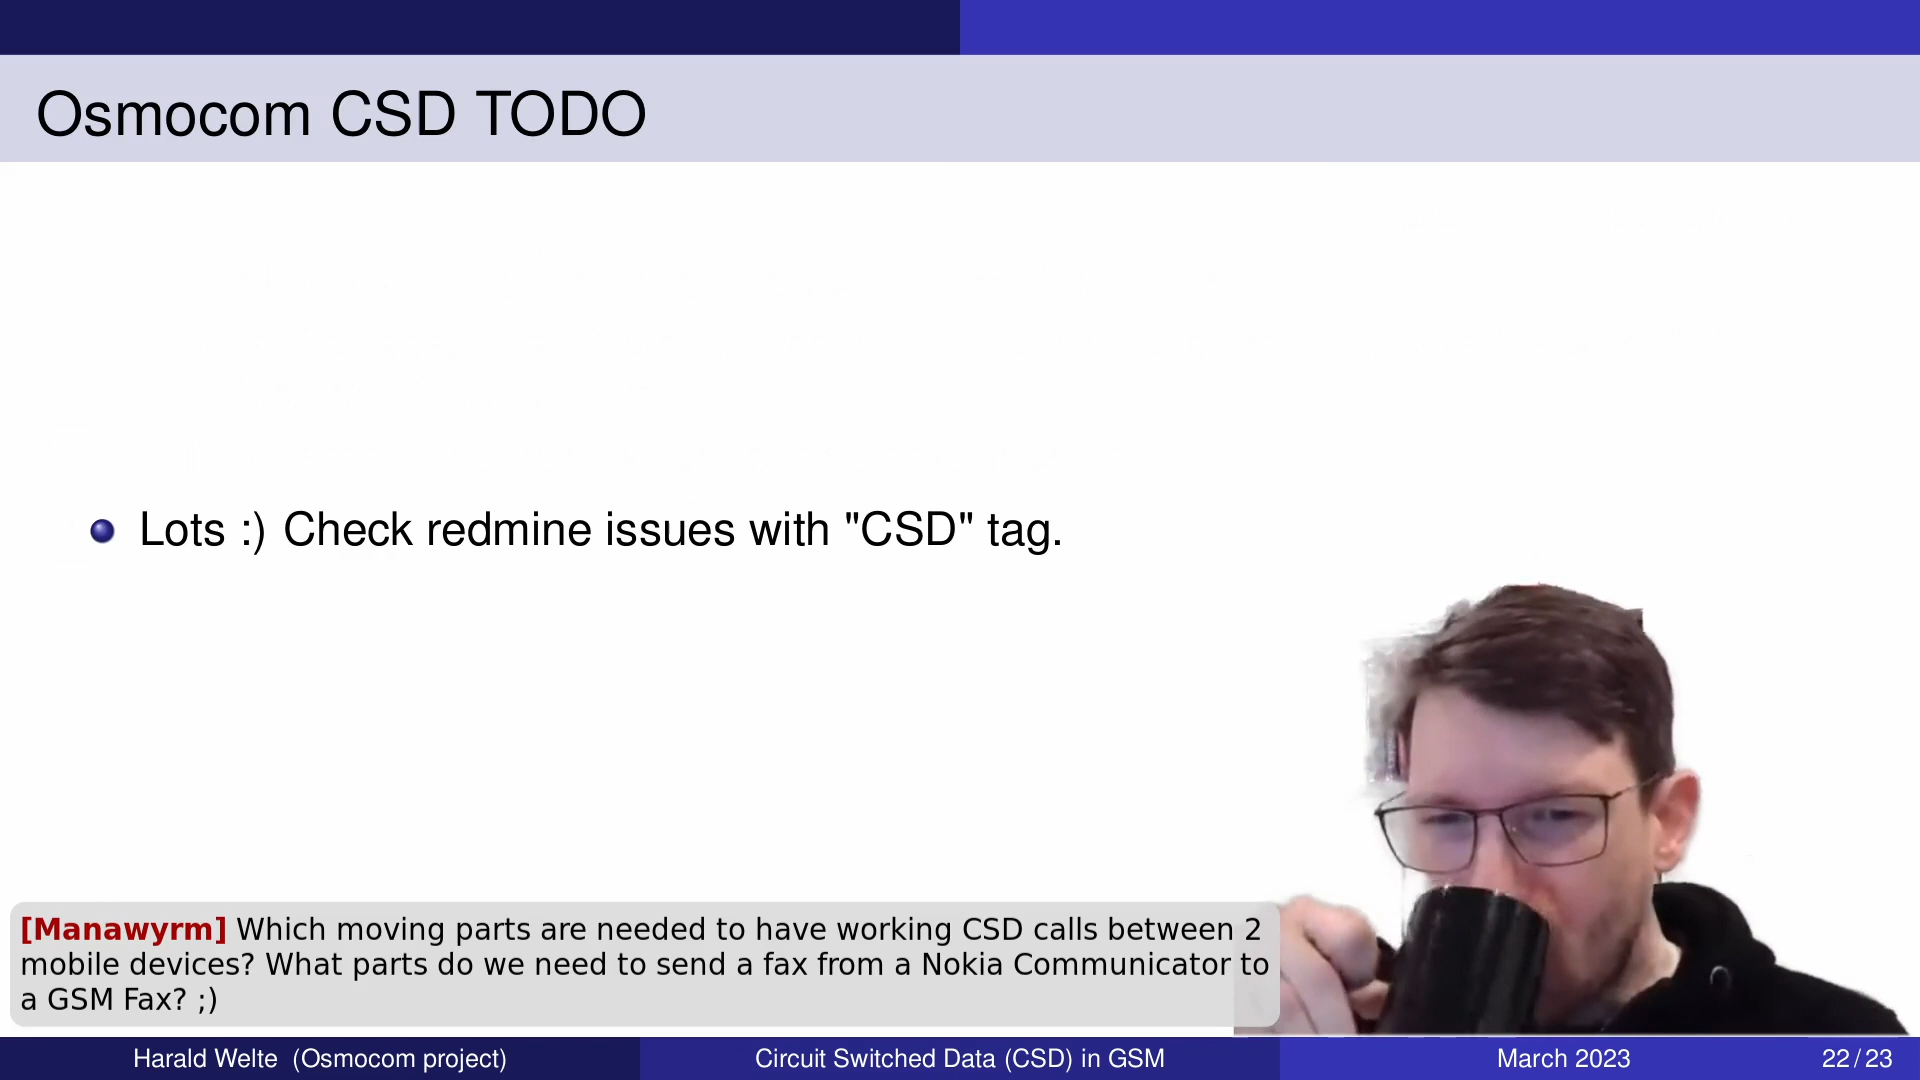 Osmocom CSD TODO
Lots :) Check redmine issues with "CSD" tag.
[Manawyrm] Which moving parts are needed to have working CSD calls between 2
mobile devices? What parts do we need to send a fax from a Nokia Communicator to
a GSM Fax? ;)
Harald Welte (Osmocom project) Circuit Switched Data (CSD) in GSM March 2023 22 / 23